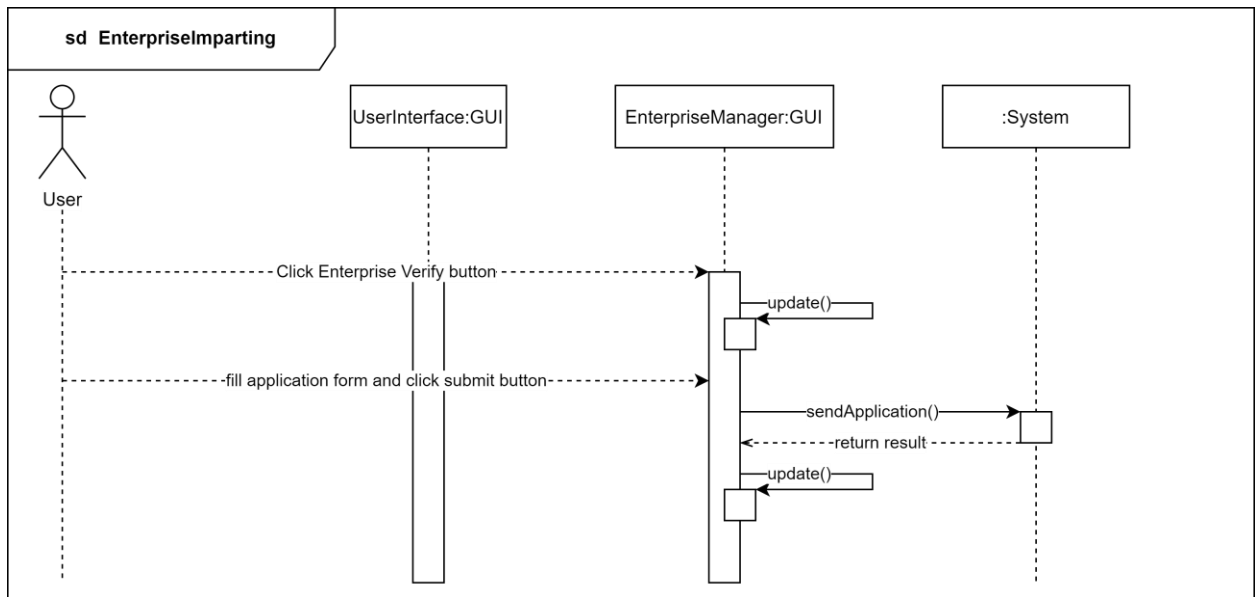 sd EnterpriseImparting
UserInterface:GUI
EnterpriseManager:GUI
:System
User
Click Enterprise Verify button
update()
fill application form and click submit button
sendApplication()
return result
update()